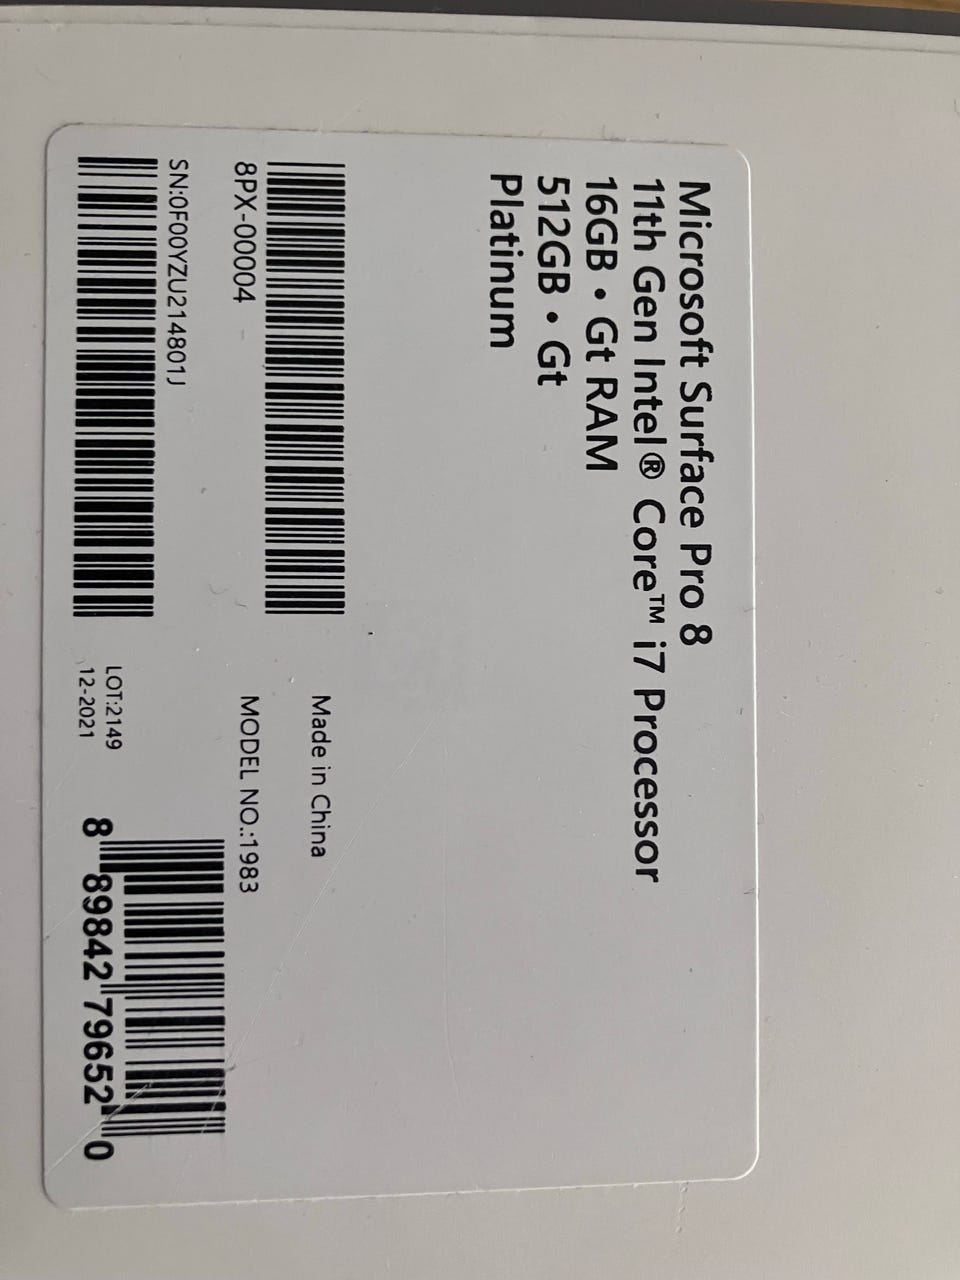 Microsoft Surface Pro 8
11th Gen Intel® Core™ i7 Processor
16GB • Gt RAM
512GB • Gt
Platinum
Made in China
8PX-00004
MODEL NO.:1983
SN:0F00YZU214801J
LOT:2149
12-2021
8 89842 79652 0